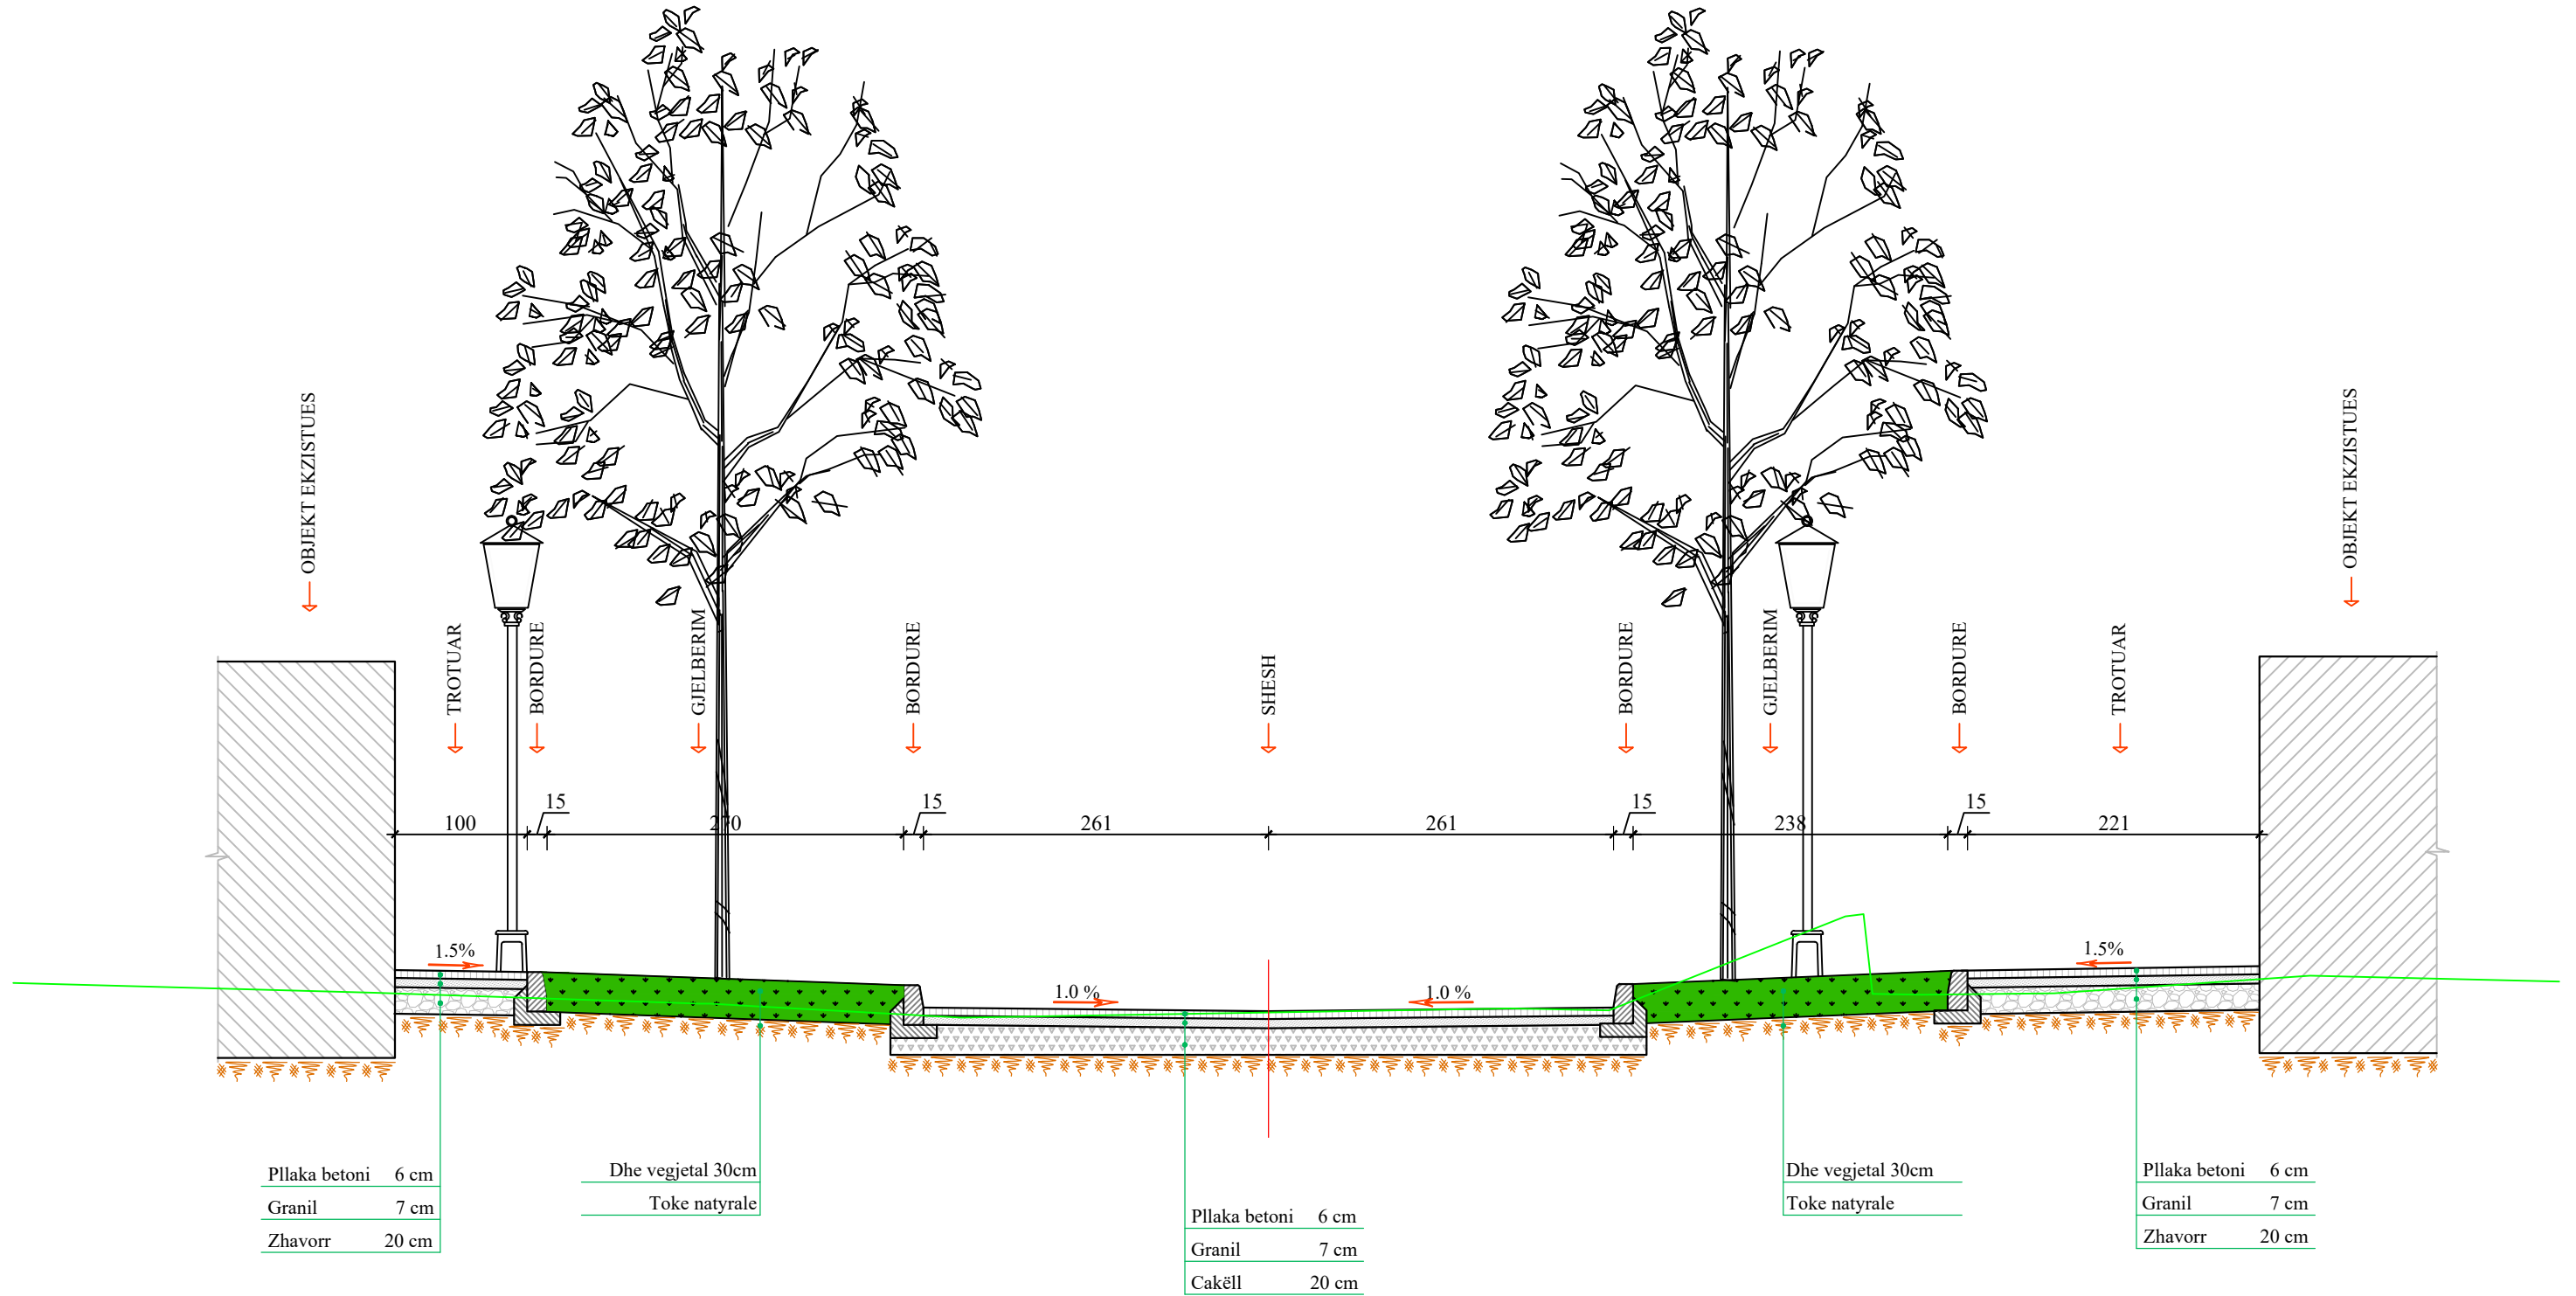 OBJEKT EKZISTUES
TROTUAR
BORDURE
GJELBERIM
BORDURE
SHESH
BORDURE
GJELBERIM
BORDURE
TROTUAR
OBJEKT EKZISTUES
100
15
270
15
261
261
15
238
15
221
1.5%
1.0 %
1.0 %
1.5%
Pllaka betoni 6 cm
Granil 7 cm
Zhavorr 20 cm
Dhe vegjetal 30cm
Toke natyrale
Pllaka betoni 6 cm
Granil 7 cm
Cakëll 20 cm
Dhe vegjetal 30cm
Toke natyrale
Pllaka betoni 6 cm
Granil 7 cm
Zhavorr 20 cm